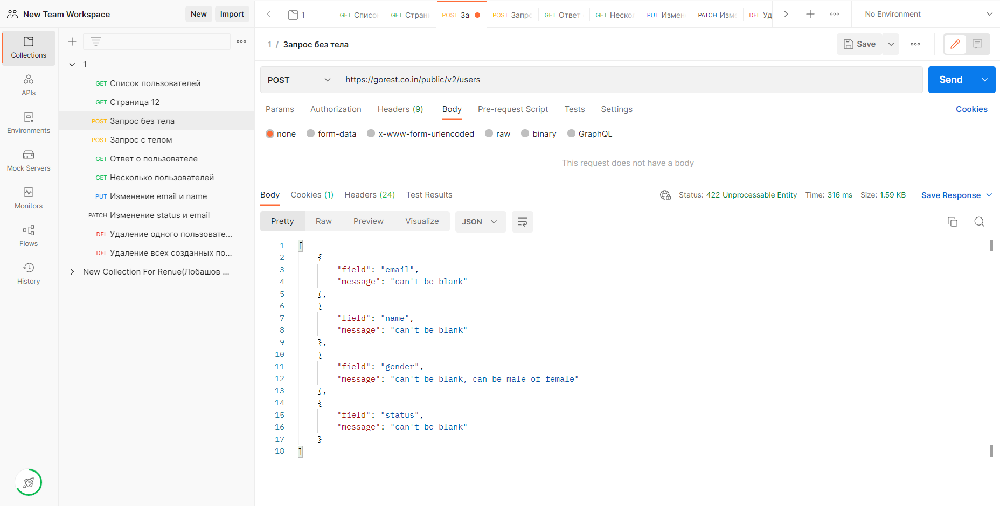 New Team Workspace
New
Import
1
GET Списо
GET Стран
POST Заг
POST Запро
GET Ответ
GET Неско
PUT Измен
PATCH Изме
DEL Уд
No Environment
Collections
APIs
Environments
Mock Servers
Monitors
Flows
History
1
GET Список пользователей
GET Страница 12
POST Запрос без тела
POST Запрос с телом
GET Ответ о пользователе
GET Несколько пользователей
PUT Изменение email и name
PATCH Изменение status и email
DEL Удаление одного пользовате...
DEL Удаление всех созданных по...
New Collection For Renue(Лобашов ...
1 / Запрос без тела
Save
POST
https://gorest.co.in/public/v2/users
Send
Params Authorization Headers (9) Body Pre-request Script Tests Settings
Cookies
none form-data x-www-form-urlencoded raw binary GraphQL
This request does not have a body
Body Cookies (1) Headers (24) Test Results
Status: 422 Unprocessable Entity Time: 316 ms Size: 1.59 KB
Save Response
Pretty Raw Preview Visualize JSON
1 [
2 {
3 "field": "email",
4 "message": "can't be blank"
5 },
6 {
7 "field": "name",
8 "message": "can't be blank"
9 },
10 {
11 "field": "gender",
12 "message": "can't be blank, can be male of female"
13 },
14 {
15 "field": "status",
16 "message": "can't be blank"
17 }
18 ]